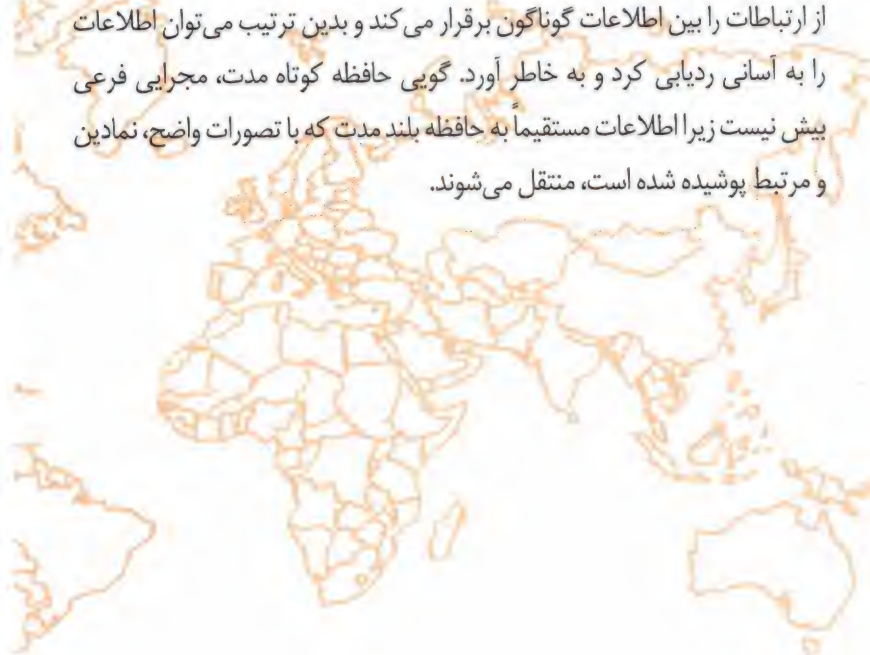 از ارتباطات را بین اطلاعات گوناگون برقرار می‌کند و بدین ترتیب می‌توان اطلاعات
را به آسانی ردیابی کرد و به خاطر آورد. گویی حافظه کوتاه مدت، مجرایی فرعی
بیش نیست زیرا اطلاعات مستقیماً به حافظه بلند مدت که با تصورات واضح، نمادین
و مرتبط پوشیده شده است، منتقل می‌شوند.